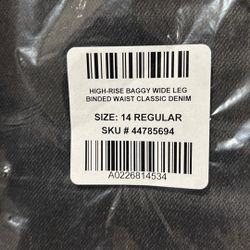 HIGH-RISE BAGGY WIDE LEG
BINDED WAIST CLASSIC DENIM
SIZE: 14 REGULAR
SKU # 44785694
A0226814534